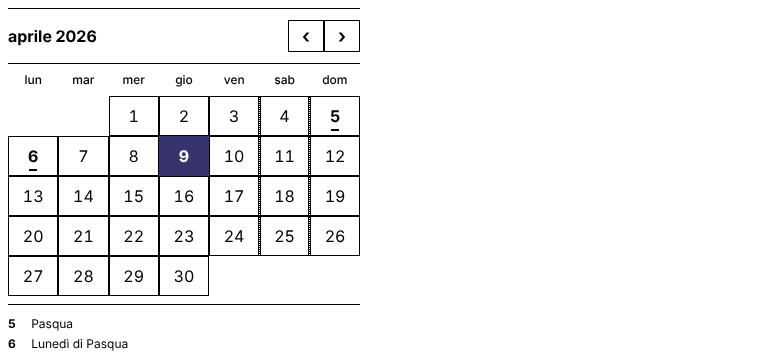 aprile 2026
lun mar mer gio ven sab dom
1 2 3 4 5
6 7 8 9 10 11 12
13 14 15 16 17 18 19
20 21 22 23 24 25 26
27 28 29 30
5 Pasqua
6 Lunedì di Pasqua